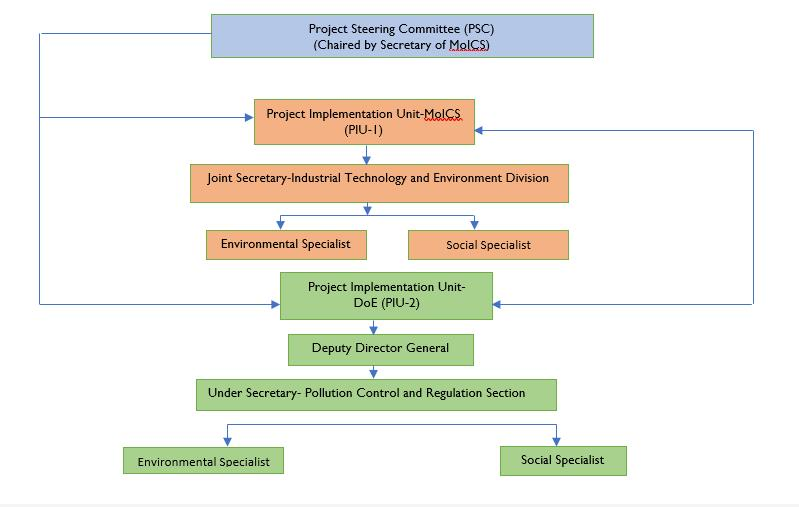 Project Steering Committee (PSC)
(Chaired by Secretary of MoICS)
Project Implementation Unit-MoICS
(PIU-1)
Joint Secretary-Industrial Technology and Environment Division
Environmental Specialist
Social Specialist
Project Implementation Unit-
DoE (PIU-2)
Deputy Director General
Under Secretary- Pollution Control and Regulation Section
Environmental Specialist
Social Specialist